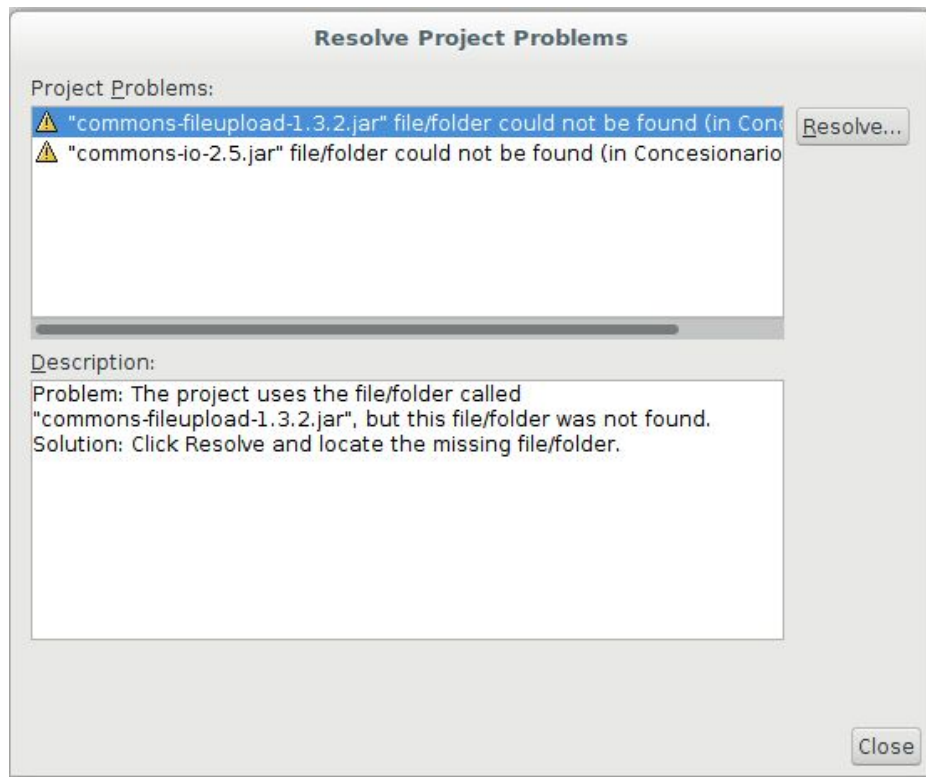 Resolve Project Problems
Project Problems:
"commons-fileupload-1.3.2.jar" file/folder could not be found (in
Resolve...
"commons-io-2.5.jar" file/folder could not be found (in Concesionario
Description:
Problem: The project uses the file/folder called
"commons-fileupload-1.3.2.jar", but this file/folder was not found.
Solution: Click Resolve and locate the missing file/folder.
Close